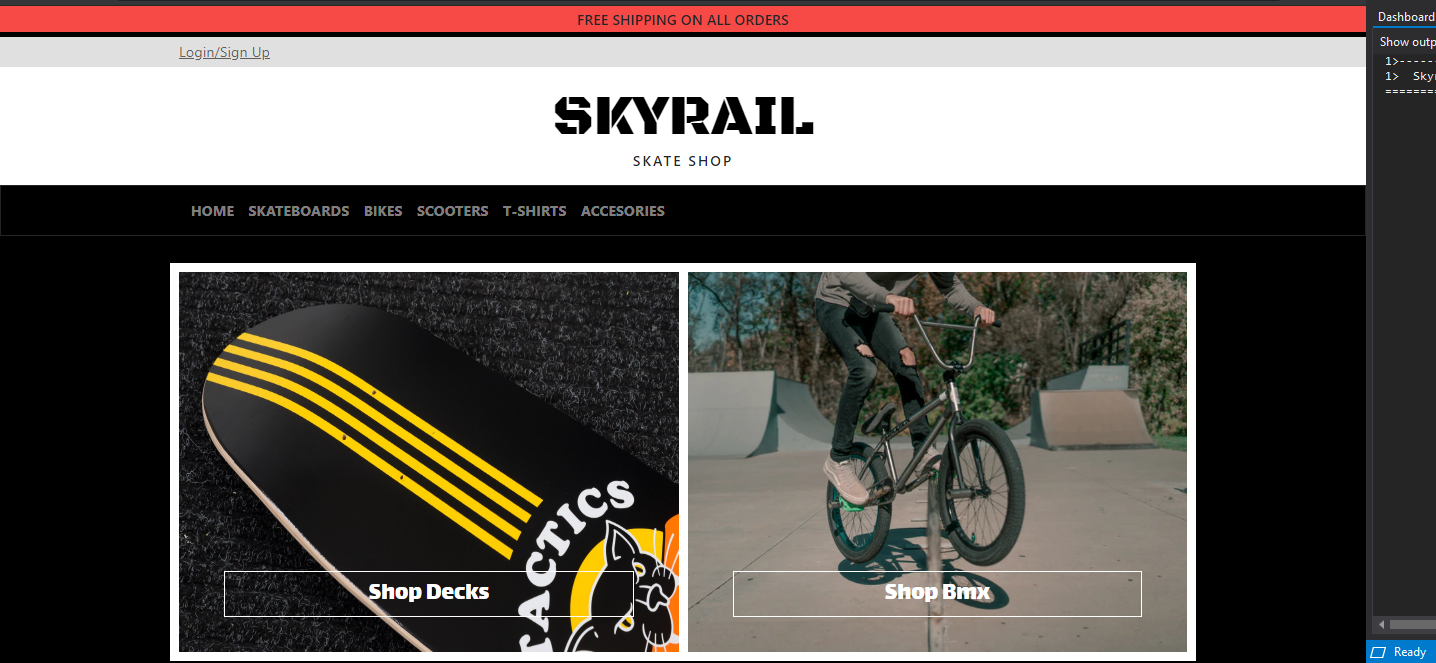 FREE SHIPPING ON ALL ORDERS
Login/Sign Up
SKYRAIL
SKATE SHOP
HOME SKATEBOARDS BIKES SCOOTERS T-SHIRTS ACCESORIES
TACTICS
Shop Decks
Shop Bmx
Dashboard
Show outp
1>-----
1> Skyr
========
Ready